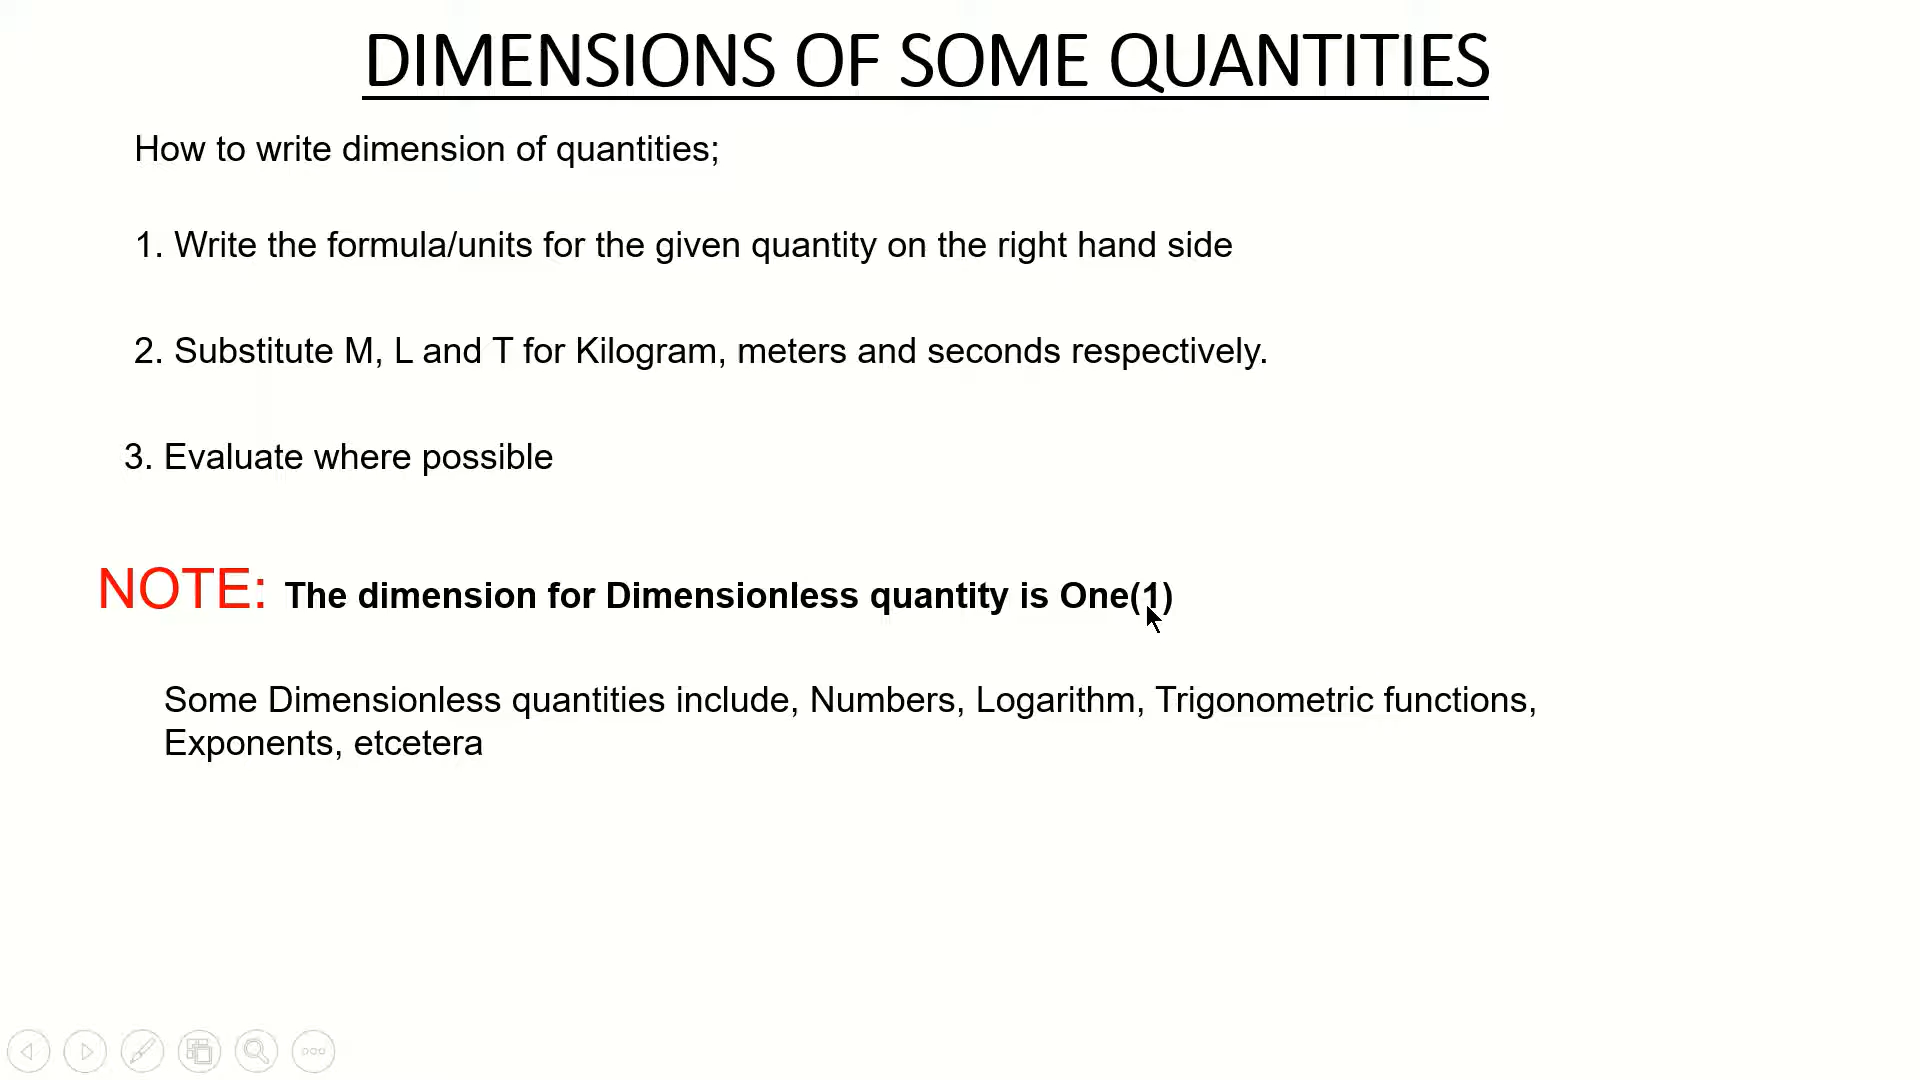 DIMENSIONS OF SOME QUANTITIES
How to write dimension of quantities;
1. Write the formula/units for the given quantity on the right hand side
2. Substitute M, L and T for Kilogram, meters and seconds respectively.
3. Evaluate where possible
NOTE: The dimension for Dimensionless quantity is One(1)
Some Dimensionless quantities include, Numbers, Logarithm, Trigonometric functions,
Exponents, etcetera